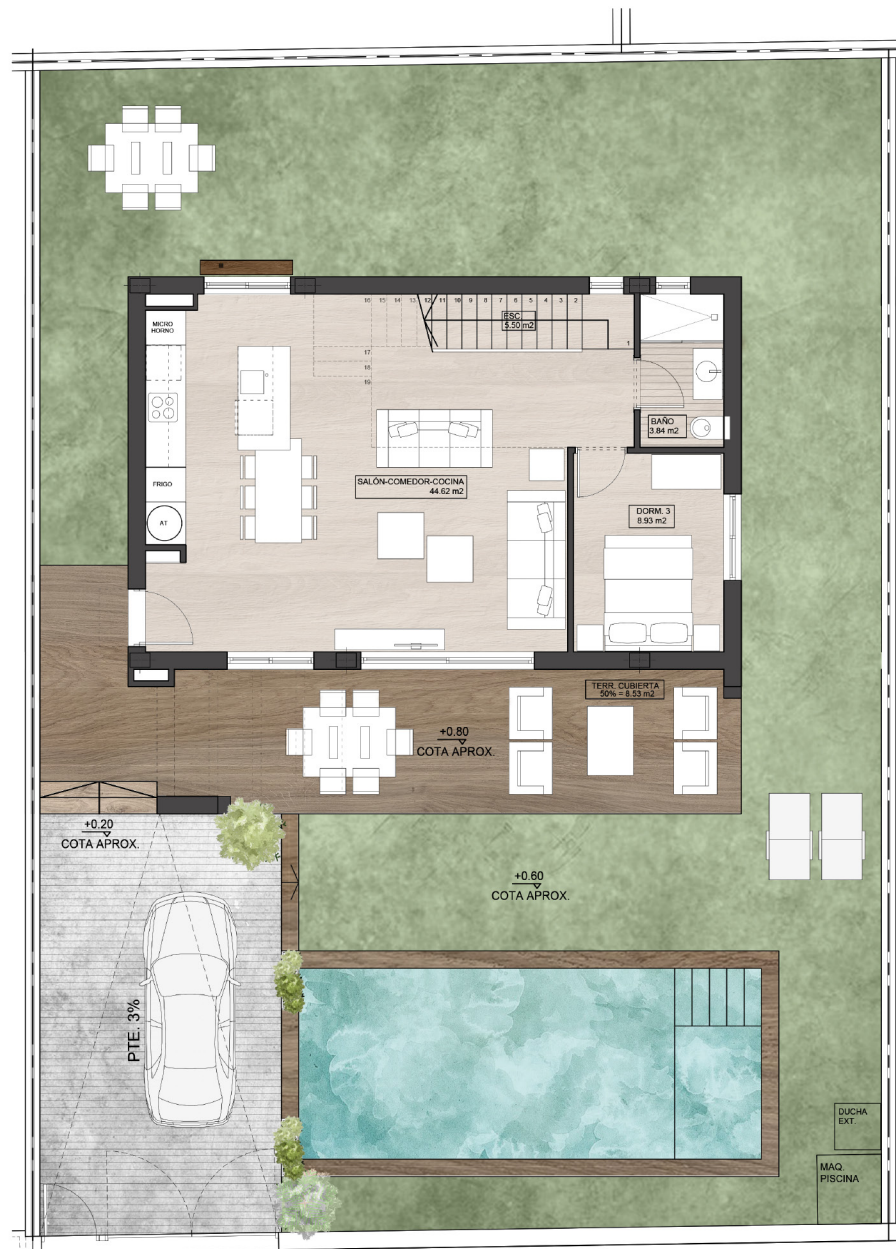 MICRO
HORNO
16 15 14 13 12 11 10 9 8 7 6 5 4 3 2
ESC.
5.50 m2
1
17
18
19
BAÑO
3.84 m2
FRIGO
AT
SALÓN-COMEDOR-COCINA
44.62 m2
DORM. 3
8.93 m2
TERR. CUBIERTA
50% = 8.53 m2
+0.80
COTA APROX.
+0.20
COTA APROX.
+0.60
COTA APROX.
PTE. 3%
DUCHA
EXT.
MAQ.
PISCINA